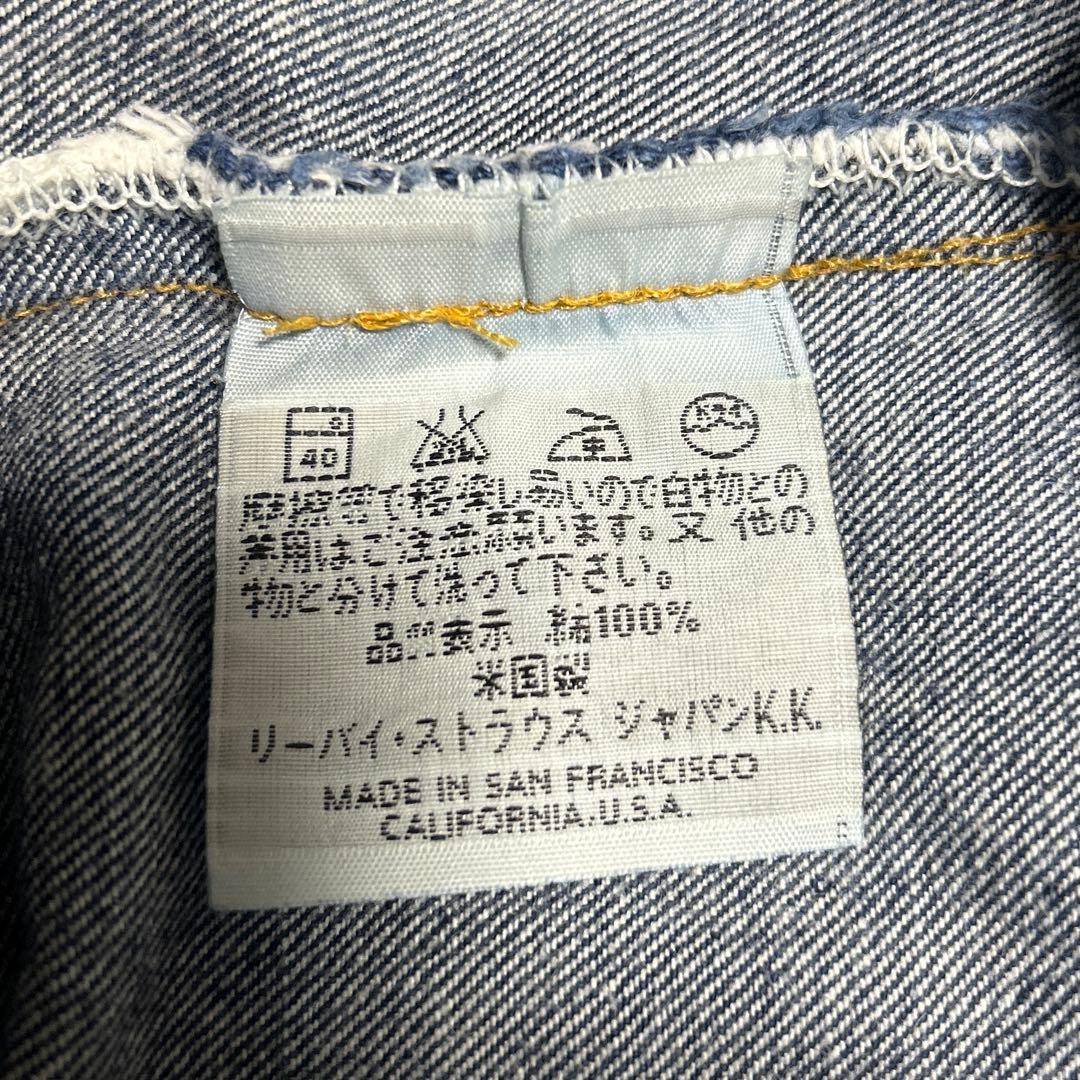 40
摩擦等で移染し易いので白物との
兼用はご注意願います。又 他の
物と分けて洗って下さい。
品質表示 綿100%
米国製
リーバイ・ストラウス ジャパンK.K.
MADE IN SAN FRANCISCO
CALIFORNIA.U.S.A.